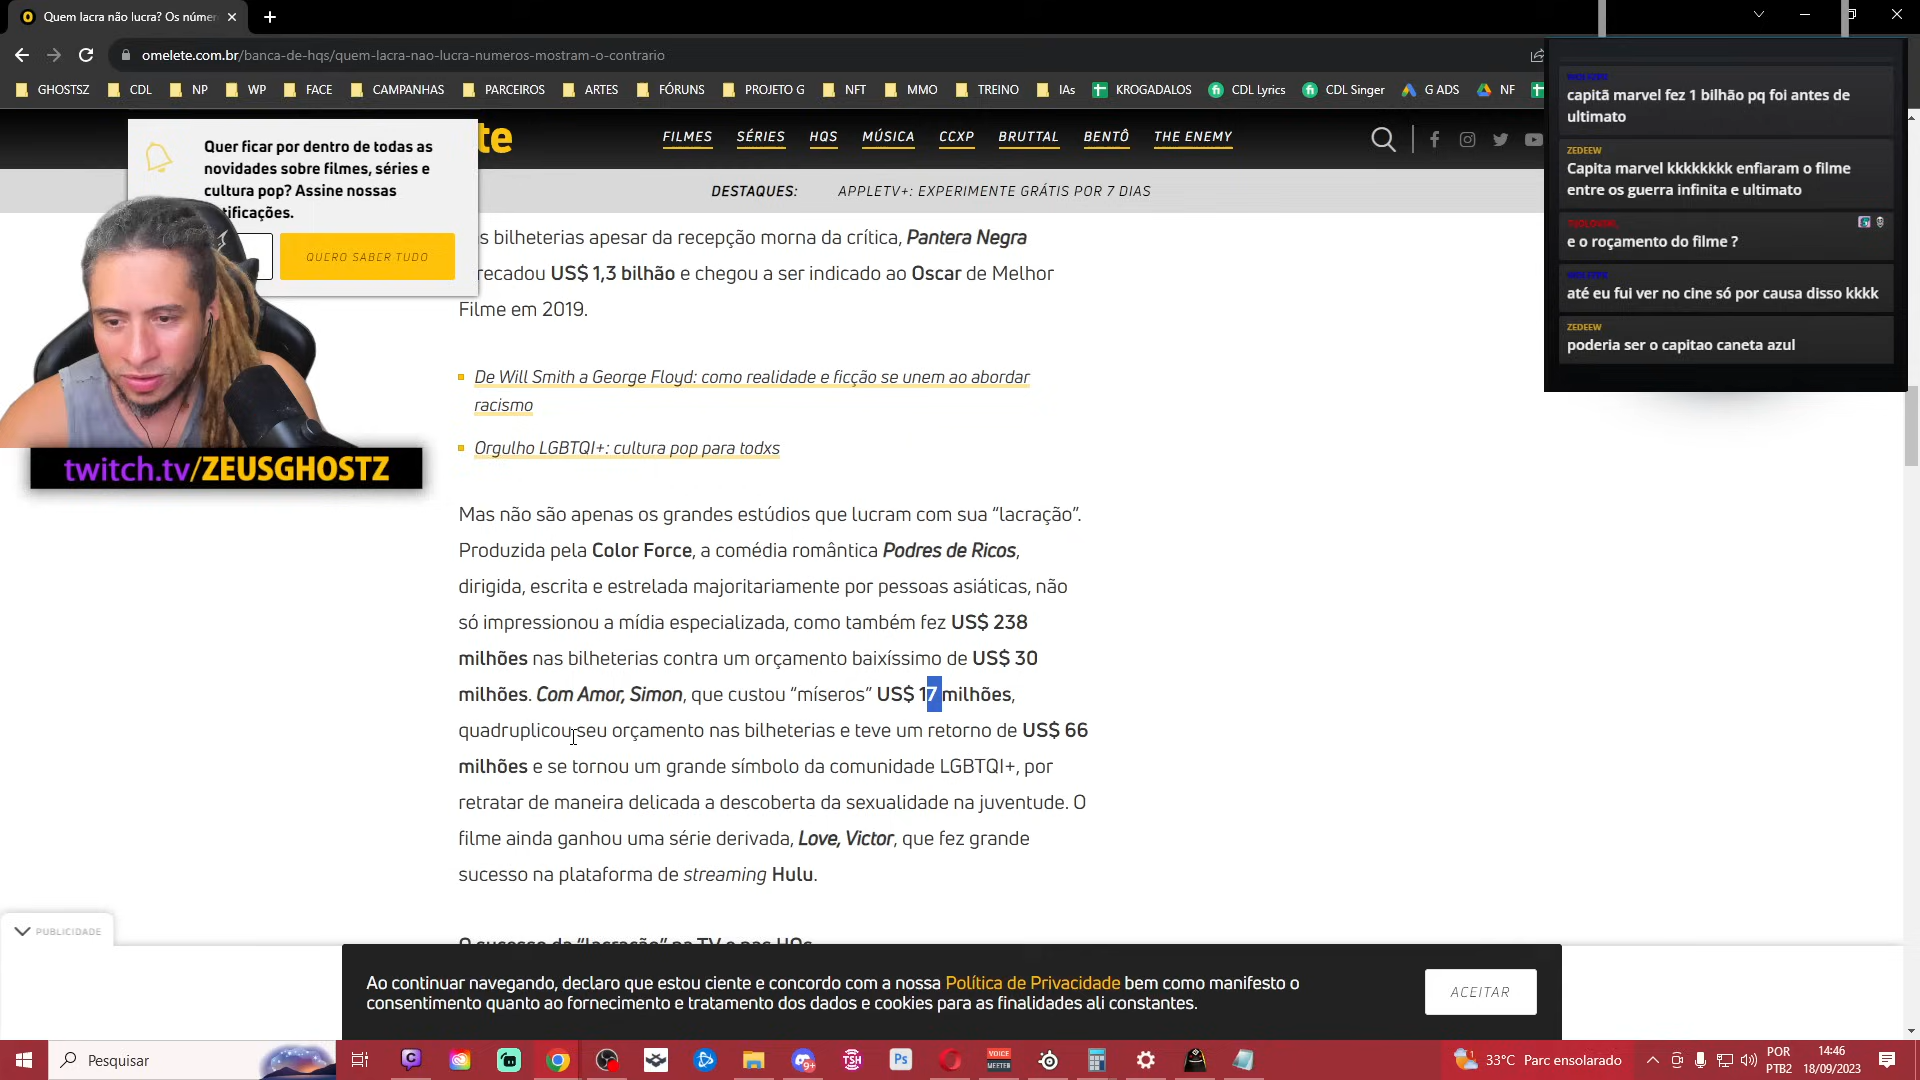 Quem lacra não lucra? Os númer
omelete.com.br/banca-de-hqs/quem-lacra-nao-lucra-numeros-mostram-o-contrario
GHOSTSZ CDL NP WP FACE CAMPANHAS PARCEIROS ARTES FÓRUNS PROJETO G NFT MMO TREINO IAs KROGADALOS CDL Lyrics CDL Singer G ADS NF
te
FILMES SÉRIES HQS MÚSICA CCXP BRUTTAL BENTÔ THE ENEMY
DESTAQUES: APPLETV+: EXPERIMENTE GRÁTIS POR 7 DIAS
Quer ficar por dentro de todas as
novidades sobre filmes, séries e
cultura pop? Assine nossas
tificações.
QUERO SABER TUDO
twitch.tv/ZEUSGHOSTZ
s bilheterias apesar da recepção morna da crítica, Pantera Negra
recadou US$ 1,3 bilhão e chegou a ser indicado ao Oscar de Melhor
Filme em 2019.
De Will Smith a George Floyd: como realidade e ficção se unem ao abordar
racismo
Orgulho LGBTQI+: cultura pop para todxs
Mas não são apenas os grandes estúdios que lucram com sua “lacração”.
Produzida pela Color Force, a comédia romântica Podres de Ricos,
dirigida, escrita e estrelada majoritariamente por pessoas asiáticas, não
só impressionou a mídia especializada, como também fez US$ 238
milhões nas bilheterias contra um orçamento baixíssimo de US$ 30
milhões. Com Amor, Simon, que custou “míseros” US$ 17 milhões,
quadruplicou seu orçamento nas bilheterias e teve um retorno de US$ 66
milhões e se tornou um grande símbolo da comunidade LGBTQI+, por
retratar de maneira delicada a descoberta da sexualidade na juventude. O
filme ainda ganhou uma série derivada, Love, Victor, que fez grande
sucesso na plataforma de streaming Hulu.
O sucesso da “lacração” na TV e nas HQs
capitã marvel fez 1 bilhão pq foi antes de
ultimato
ZEDEEW
Capita marvel kkkkkkkk enfiaram o filme
entre os guerra infinita e ultimato
e o roçamento do filme ?
até eu fui ver no cine só por causa disso kkkk
ZEDEEW
poderia ser o capitao caneta azul
PUBLICIDADE
Ao continuar navegando, declaro que estou ciente e concordo com a nossa Política de Privacidade bem como manifesto o
consentimento quanto ao fornecimento e tratamento dos dados e cookies para as finalidades ali constantes.
ACEITAR
Pesquisar
9+
TSH
Ps
VOICE
MEETER
33°C Parc ensolarado
POR
PTB2
14:46
18/09/2023